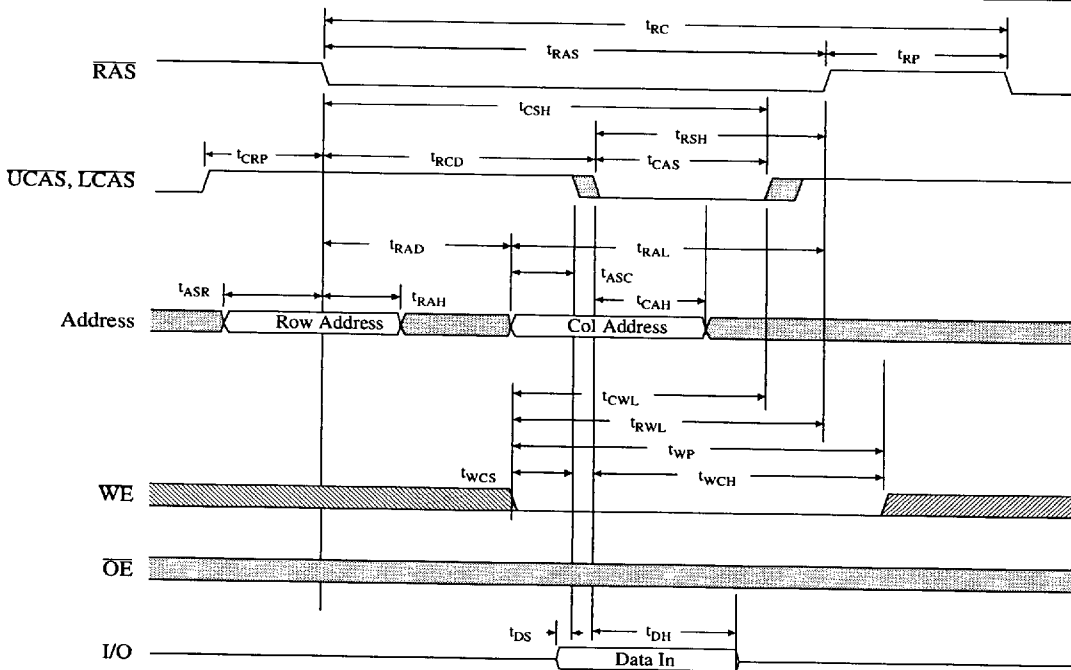 tRC
tRAS
tRP
RAS
tCSH
tRSH
tCRP
tRCD
tCAS
UCAS, LCAS
tRAD
tRAL
tASR
tRAH
tASC
tCAH
Address
Row Address
Col Address
tCWL
tRWL
tWP
tWCS
tWCH
WE
OE
tDS
tDH
I/O
Data In